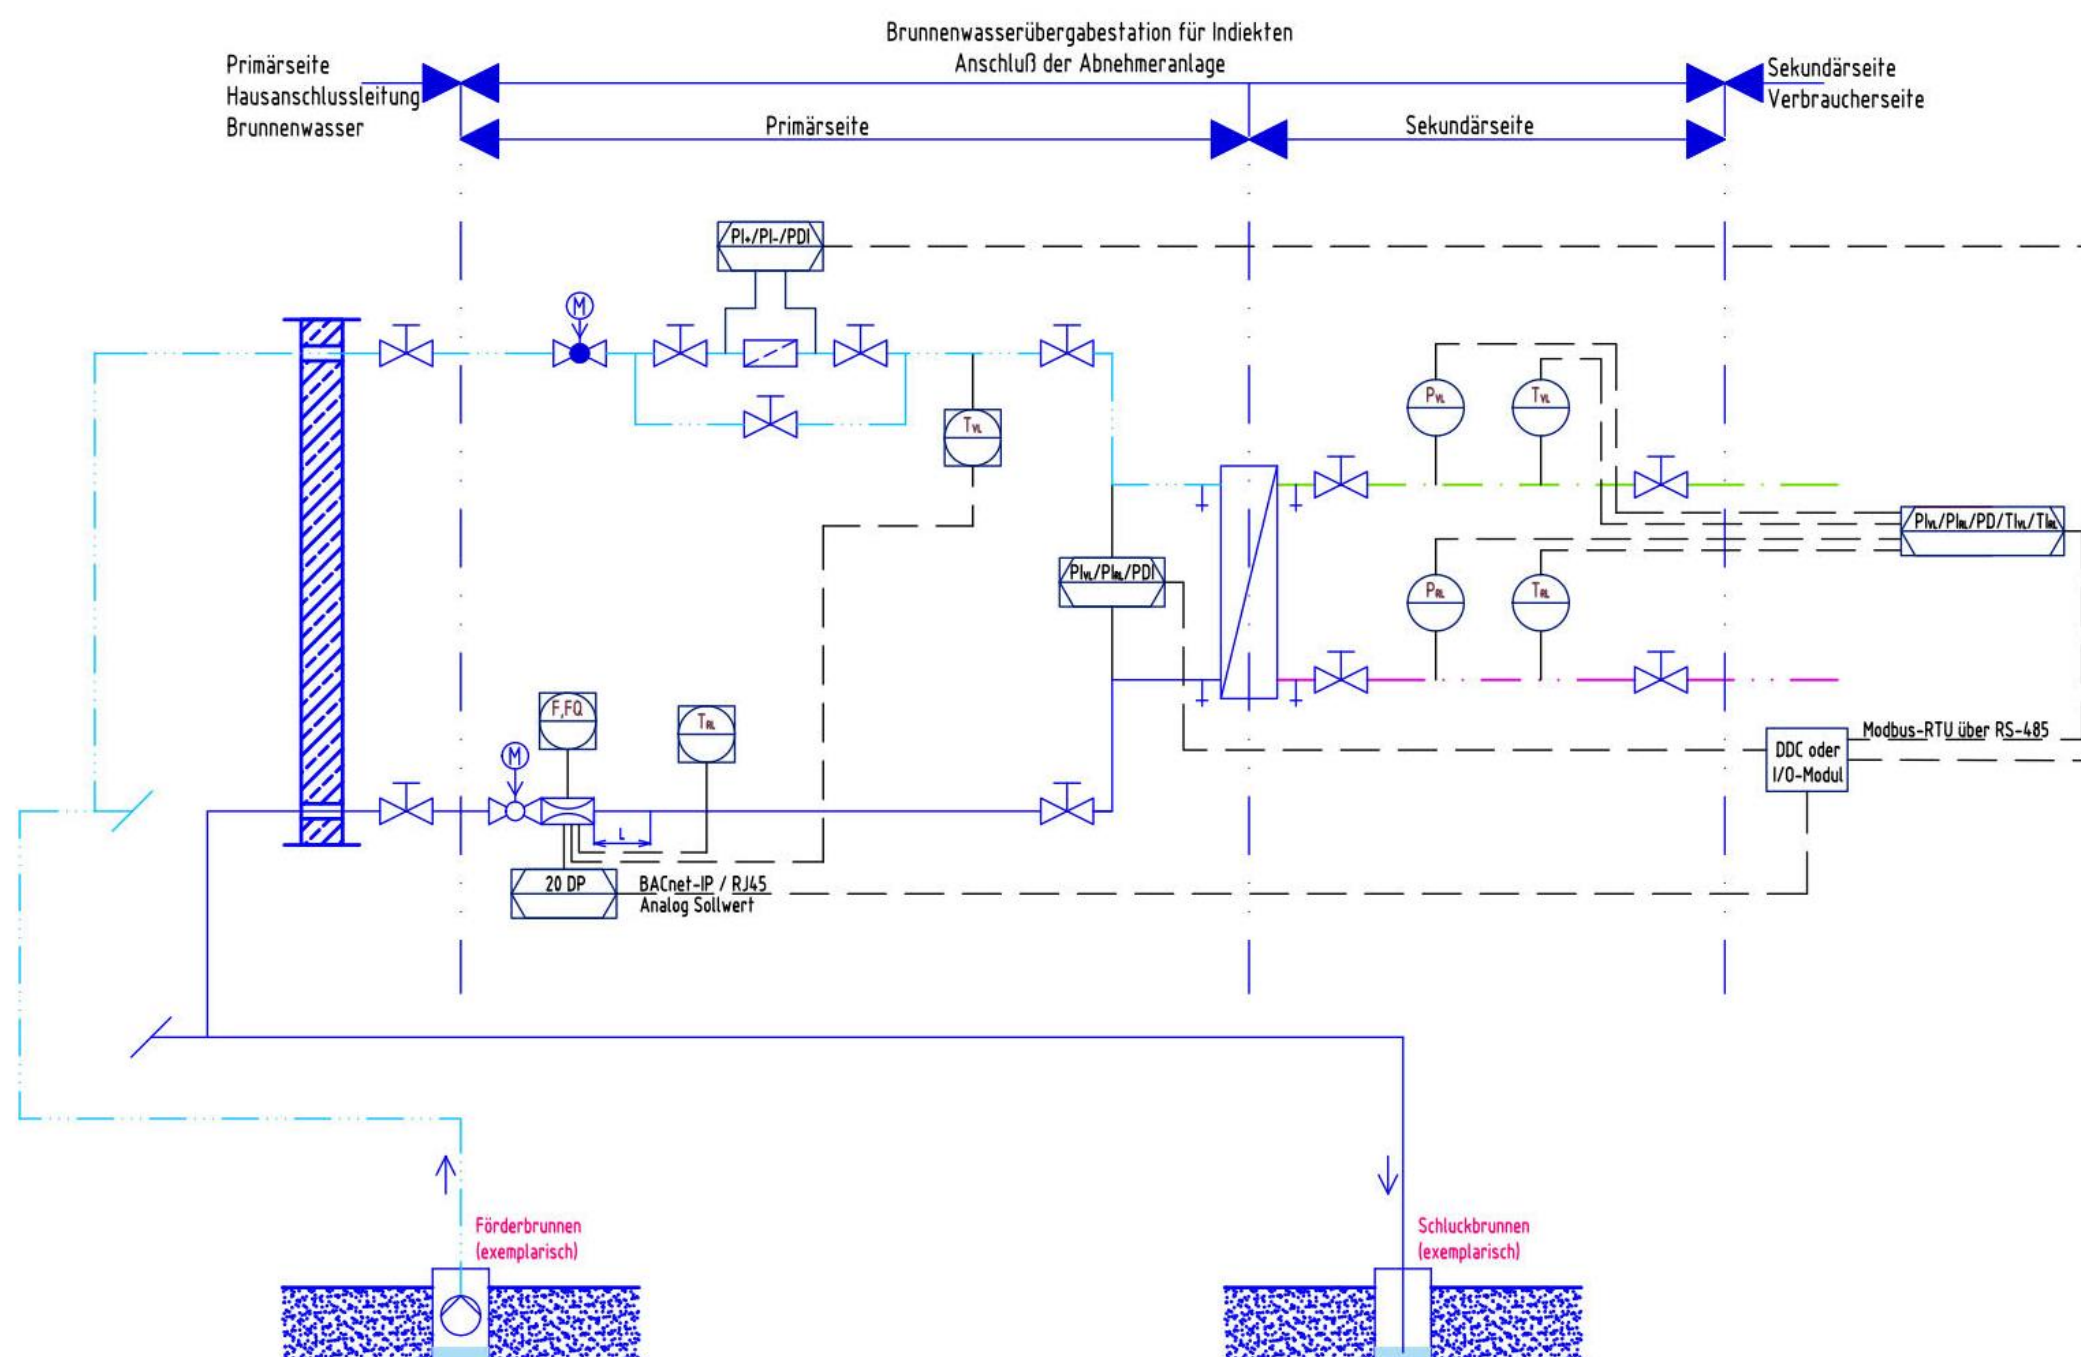 Brunnenwasserübergabestation für Indiekten
Anschluß der Abnehmeranlage
Primärseite
Hausanschlussleitung
Brunnenwasser
Sekundärseite
Verbraucherseite
Primärseite
Sekundärseite
PI+/PI-/PDI
M
TVL
PVL
TVL
PIVL/PIRL/PD/TIVL/TIRL
PIVL/PIRL/PDI
PRL
TRL
F,FQ
TRL
M
L
Modbus-RTU über RS-485
DDC oder
I/O-Modul
20 DP
BACnet-IP / RJ45
Analog Sollwert
Förderbrunnen
(exemplarisch)
Schluckbrunnen
(exemplarisch)